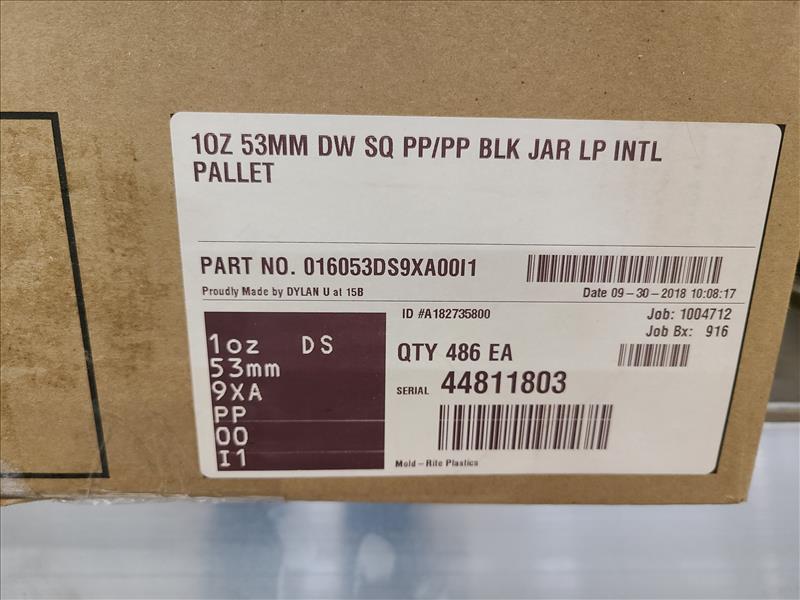 1OZ 53MM DW SQ PP/PP BLK JAR LP INTL
PALLET
PART NO. 016053DS9XA00I1
Proudly Made by DYLAN U at 15B
Date 09-30-2018 10:08:17
ID #A182735800
Job: 1004712
Job Bx: 916
1oz DS
53mm
9XA
PP
00
I1
QTY 486 EA
SERIAL 44811803
Mold-Rite Plastics